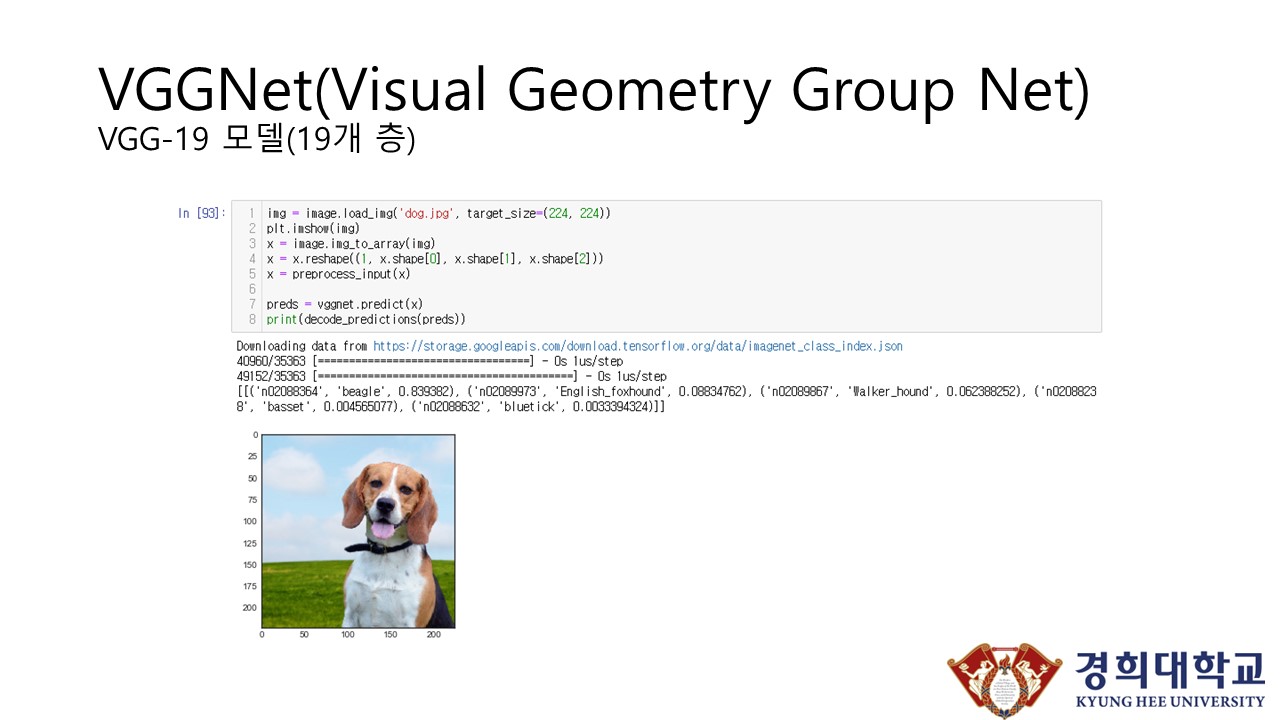 VGGNet(Visual Geometry Group Net)
VGG-19 모델(19개 층)
In [93]:
1 img = image.load_img('dog.jpg', target_size=(224, 224))
2 plt.imshow(img)
3 x = image.img_to_array(img)
4 x = x.reshape((1, x.shape[0], x.shape[1], x.shape[2]))
5 x = preprocess_input(x)
6
7 preds = vggnet.predict(x)
8 print(decode_predictions(preds))
Downloading data from https://storage.googleapis.com/download.tensorflow.org/data/imagenet_class_index.json
40960/35363 [==================================] - 0s 1us/step
49152/35363 [=========================================] - 0s 1us/step
[[('n02088364', 'beagle', 0.839382), ('n02089973', 'English_foxhound', 0.08834762), ('n02089867', 'Walker_hound', 0.062388252), ('n0208823
8', 'basset', 0.004565077), ('n02088632', 'bluetick', 0.0033394324)]]
0
25
50
75
100
125
150
175
200
0 50 100 150 200
경희대학교
KYUNG HEE UNIVERSITY